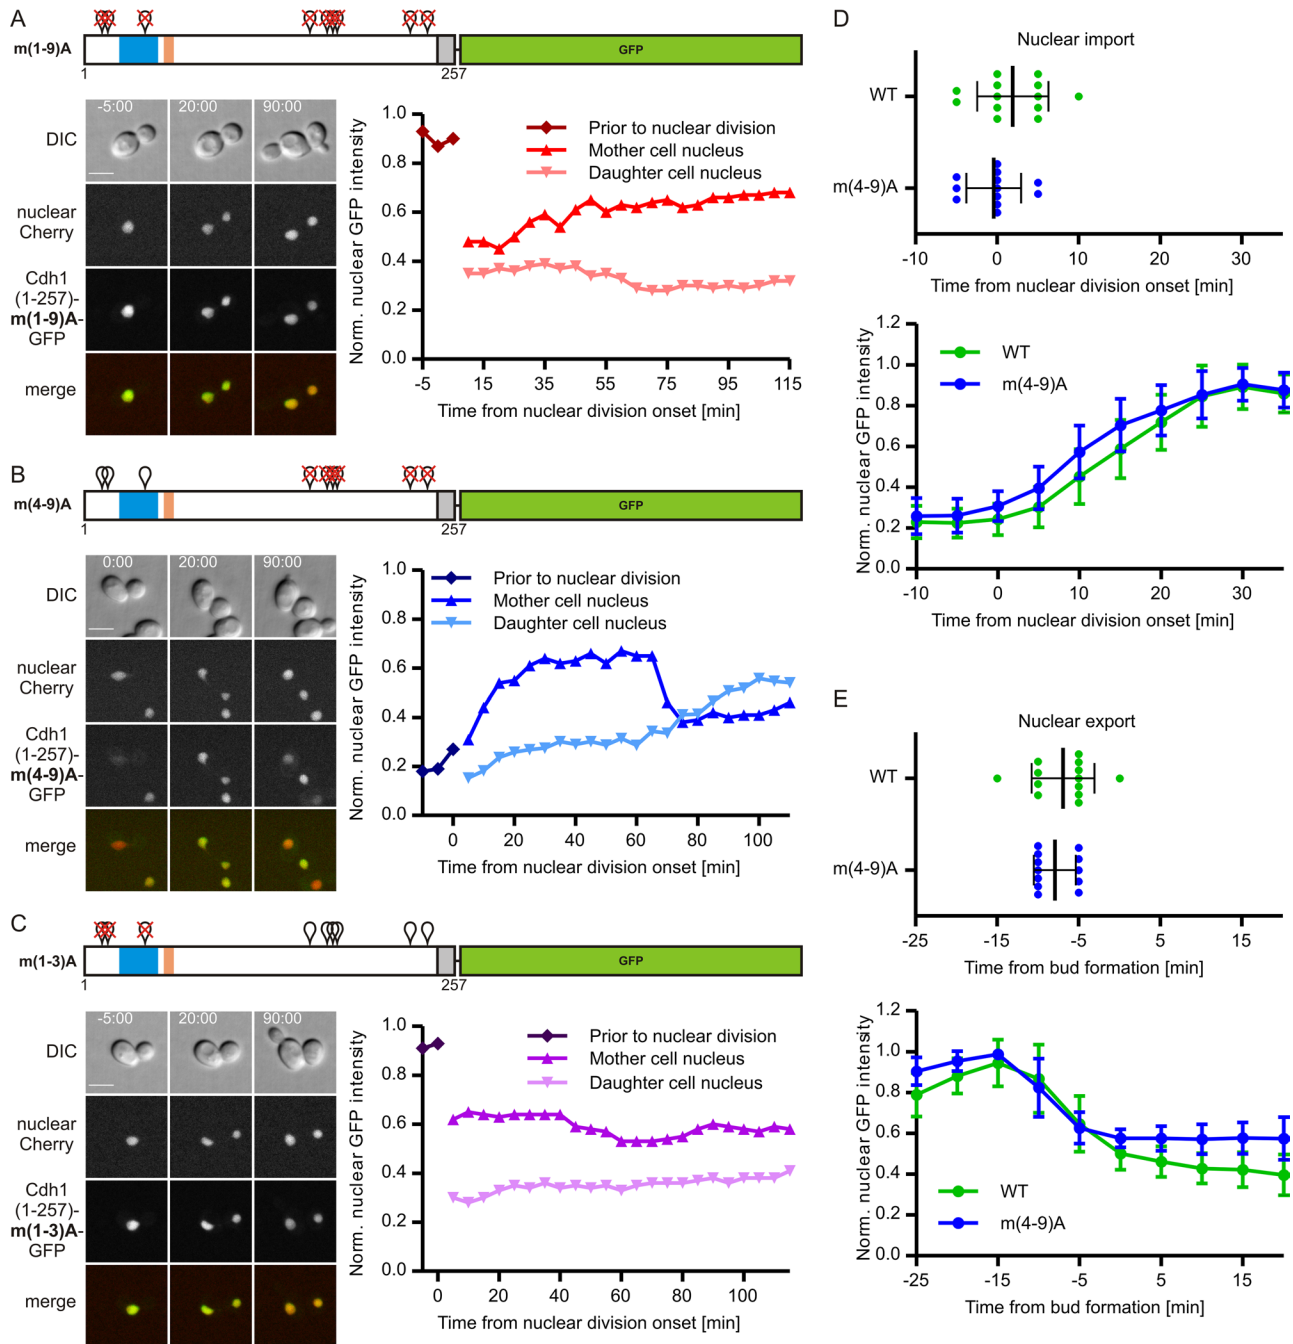 A
m(1-9)A
GFP
1
257
-5:00
20:00
90:00
DIC
nuclear
Cherry
Cdh1
(1-257)-
m(1-9)A-
GFP
merge
Norm. nuclear GFP intensity
1.0
0.8
0.6
0.4
0.2
0.0
Prior to nuclear division
Mother cell nucleus
Daughter cell nucleus
-5 15 35 55 75 95 115
Time from nuclear division onset [min]
B
m(4-9)A
GFP
1
257
0:00
20:00
90:00
DIC
nuclear
Cherry
Cdh1
(1-257)-
m(4-9)A-
GFP
merge
Norm. nuclear GFP intensity
1.0
0.8
0.6
0.4
0.2
0.0
Prior to nuclear division
Mother cell nucleus
Daughter cell nucleus
0 20 40 60 80 100
Time from nuclear division onset [min]
C
m(1-3)A
GFP
1
257
-5:00
20:00
90:00
DIC
nuclear
Cherry
Cdh1
(1-257)-
m(1-3)A-
GFP
merge
Norm. nuclear GFP intensity
1.0
0.8
0.6
0.4
0.2
0.0
Prior to nuclear division
Mother cell nucleus
Daughter cell nucleus
0 20 40 60 80 100
Time from nuclear division onset [min]
D
Nuclear import
WT
m(4-9)A
-10 0 10 20 30
Time from nuclear division onset [min]
Norm. nuclear GFP intensity
1.2
1.0
0.8
0.6
0.4
0.2
0.0
WT
m(4-9)A
-10 0 10 20 30
Time from nuclear division onset [min]
E
Nuclear export
WT
m(4-9)A
-25 -15 -5 5 15
Time from bud formation [min]
Norm. nuclear GFP intensity
1.2
1.0
0.8
0.6
0.4
0.2
0.0
WT
m(4-9)A
-25 -15 -5 5 15
Time from bud formation [min]